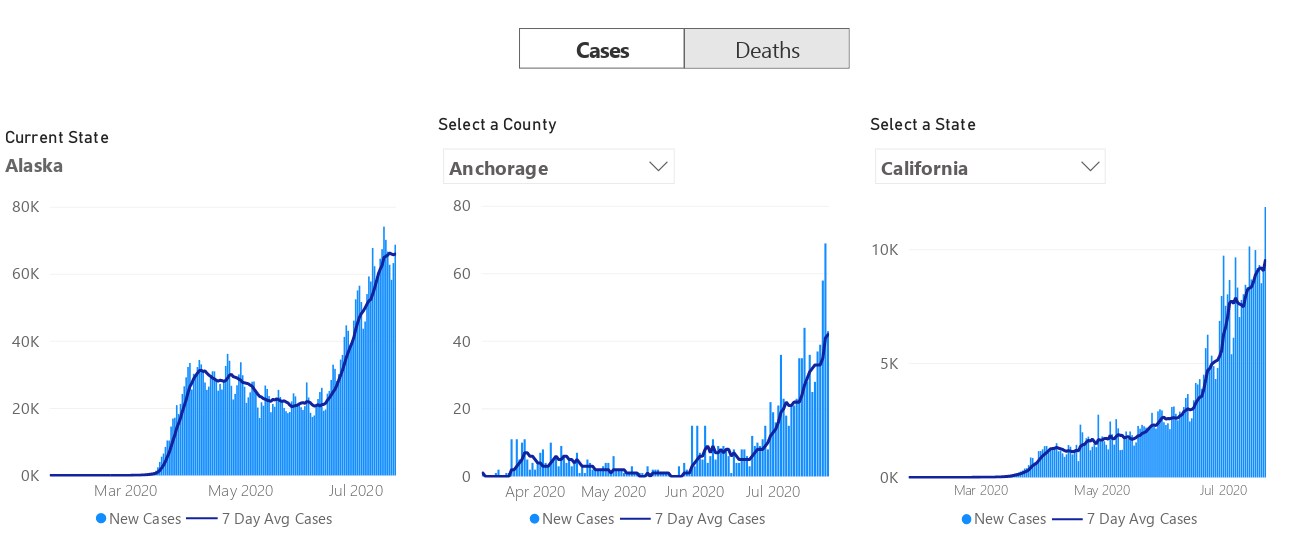 Cases Deaths
Current State
Alaska
80K
60K
40K
20K
0K
Mar 2020 May 2020 Jul 2020
New Cases 7 Day Avg Cases
Select a County
Anchorage
80
60
40
20
0
Apr 2020 May 2020 Jun 2020 Jul 2020
New Cases 7 Day Avg Cases
Select a State
California
10K
5K
0K
Mar 2020 May 2020 Jul 2020
New Cases 7 Day Avg Cases